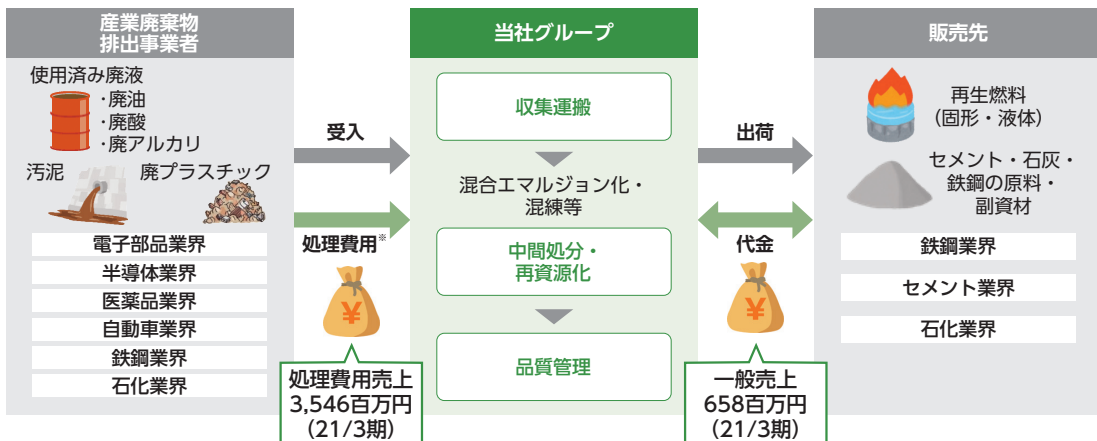 産業廃棄物
排出事業者
使用済み廃液
・廃油
・廃酸
・廃アルカリ
汚泥
廃プラスチック
電子部品業界
半導体業界
医薬品業界
自動車業界
鉄鋼業界
石化業界
受入
処理費用※
¥
処理費用売上
3,546百万円
（21/3期）
当社グループ
収集運搬
混合エマルジョン化・
混練等
中間処分・
再資源化
品質管理
出荷
代金
¥
一般売上
658百万円
（21/3期）
販売先
再生燃料
（固形・液体）
セメント・石灰・
鉄鋼の原料・
副資材
鉄鋼業界
セメント業界
石化業界